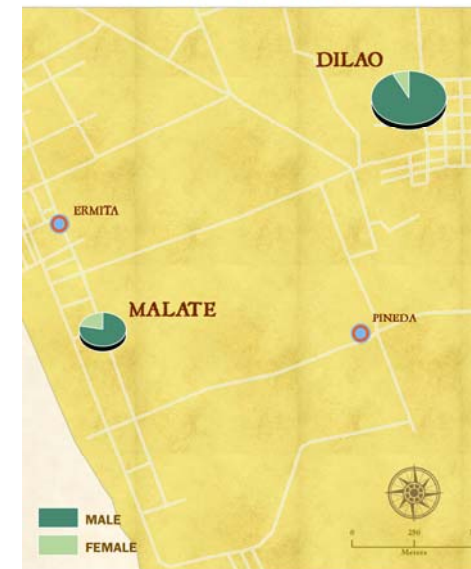 DILAO
ERMITA
MALATE
PINEDA
MALE
FEMALE
0 250
Meters